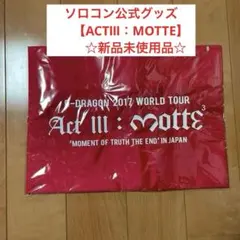 ソロコン公式グッズ
【ACTⅢ：MOTTE】
☆新品未使用品☆
G-DRAGON 2017 WORLD TOUR
Act III : Motte
3
'MOMENT OF TRUTH THE END' IN JAPAN